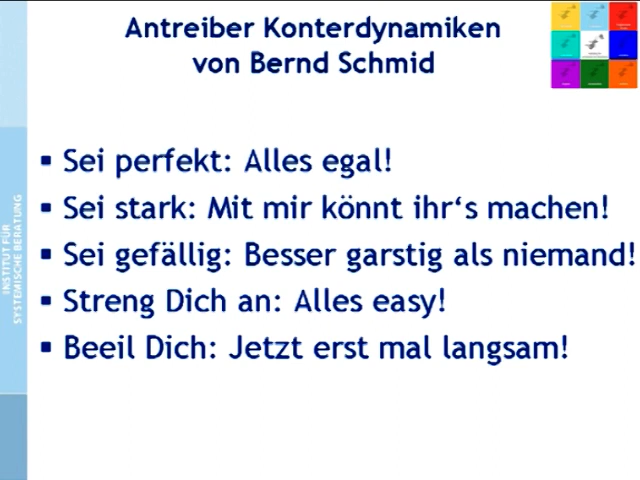 Antreiber Konterdynamiken
von Bernd Schmid
▪ Sei perfekt: Alles egal!
▪ Sei stark: Mit mir könnt ihr‘s machen!
▪ Sei gefällig: Besser garstig als niemand!
▪ Streng Dich an: Alles easy!
▪ Beeil Dich: Jetzt erst mal langsam!
INSTITUT FÜR
SYSTEMISCHE BERATUNG